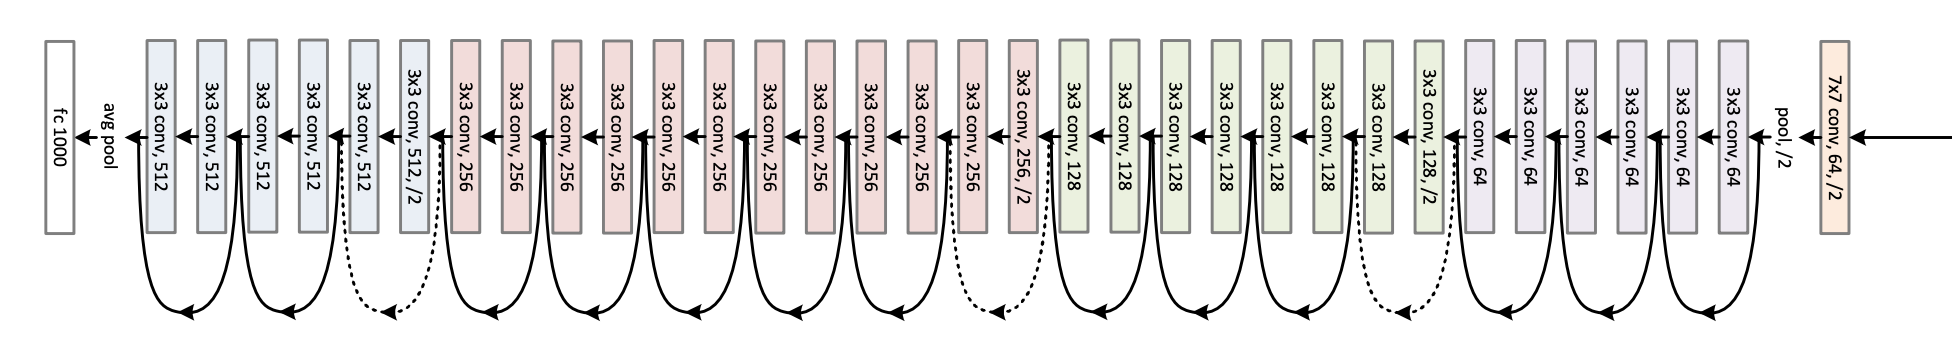 7x7 conv, 64, /2
pool, /2
3x3 conv, 64
3x3 conv, 64
3x3 conv, 64
3x3 conv, 64
3x3 conv, 64
3x3 conv, 64
3x3 conv, 128, /2
3x3 conv, 128
3x3 conv, 128
3x3 conv, 128
3x3 conv, 128
3x3 conv, 128
3x3 conv, 128
3x3 conv, 128
3x3 conv, 256, /2
3x3 conv, 256
3x3 conv, 256
3x3 conv, 256
3x3 conv, 256
3x3 conv, 256
3x3 conv, 256
3x3 conv, 256
3x3 conv, 256
3x3 conv, 256
3x3 conv, 256
3x3 conv, 256
3x3 conv, 512, /2
3x3 conv, 512
3x3 conv, 512
3x3 conv, 512
3x3 conv, 512
3x3 conv, 512
avg pool
fc 1000